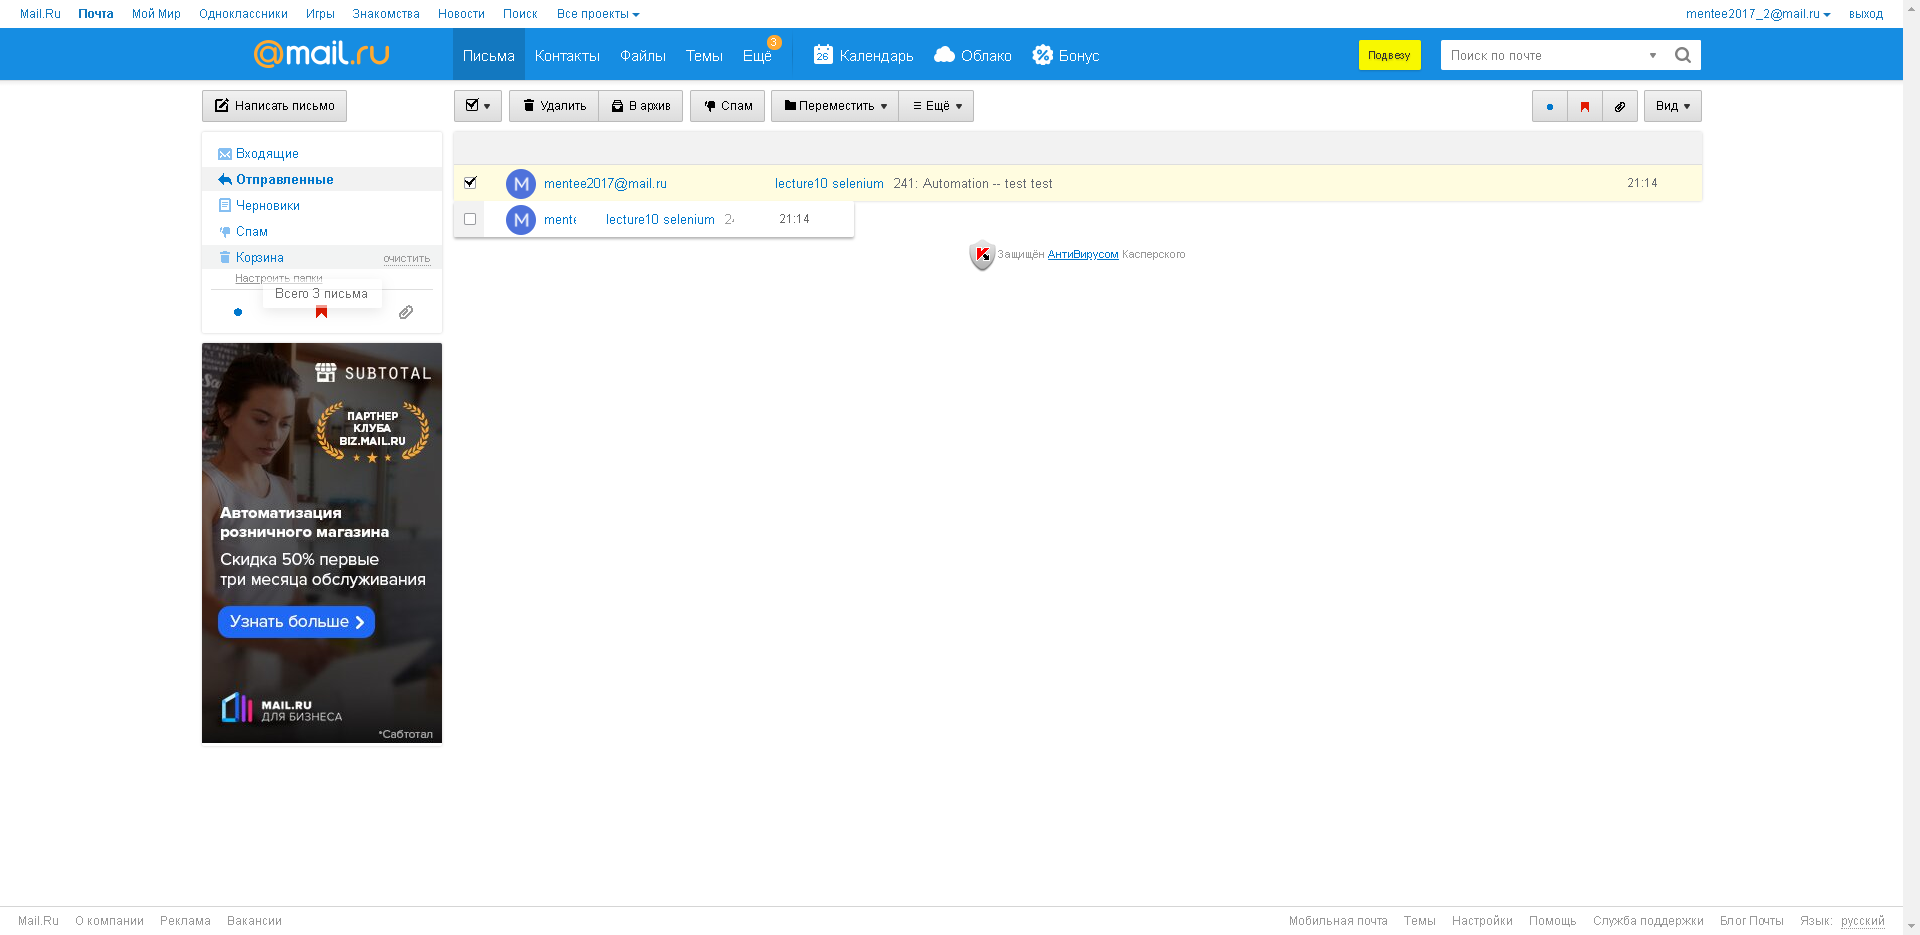 Mail.Ru Почта Мой Мир Одноклассники Игры Знакомства Новости Поиск Все проекты mentee2017_2@mail.ru выход
@mail.ru Письма Контакты Файлы Темы Ещё 3 26 Календарь Облако Бонус Подвезу Поиск по почте
Написать письмо Удалить В архив Спам Переместить Ещё Вид
Входящие
Отправленные
Черновики
Спам
Корзина очистить
Настроить папки
Всего 3 письма
M mentee2017@mail.ru lecture10 selenium 241: Automation -- test test 21:14
M mente lecture10 selenium 24 21:14
Защищён АнтиВирусом Касперского
SUBTOTAL
ПАРТНЕР
КЛУБА
BIZ.MAIL.RU
Автоматизация
розничного магазина
Скидка 50% первые
три месяца обслуживания
Узнать больше
MAIL.RU
ДЛЯ БИЗНЕСА
*Сабтотал
Mail.Ru О компании Реклама Вакансии Мобильная почта Темы Настройки Помощь Служба поддержки Блог Почты Язык: русский